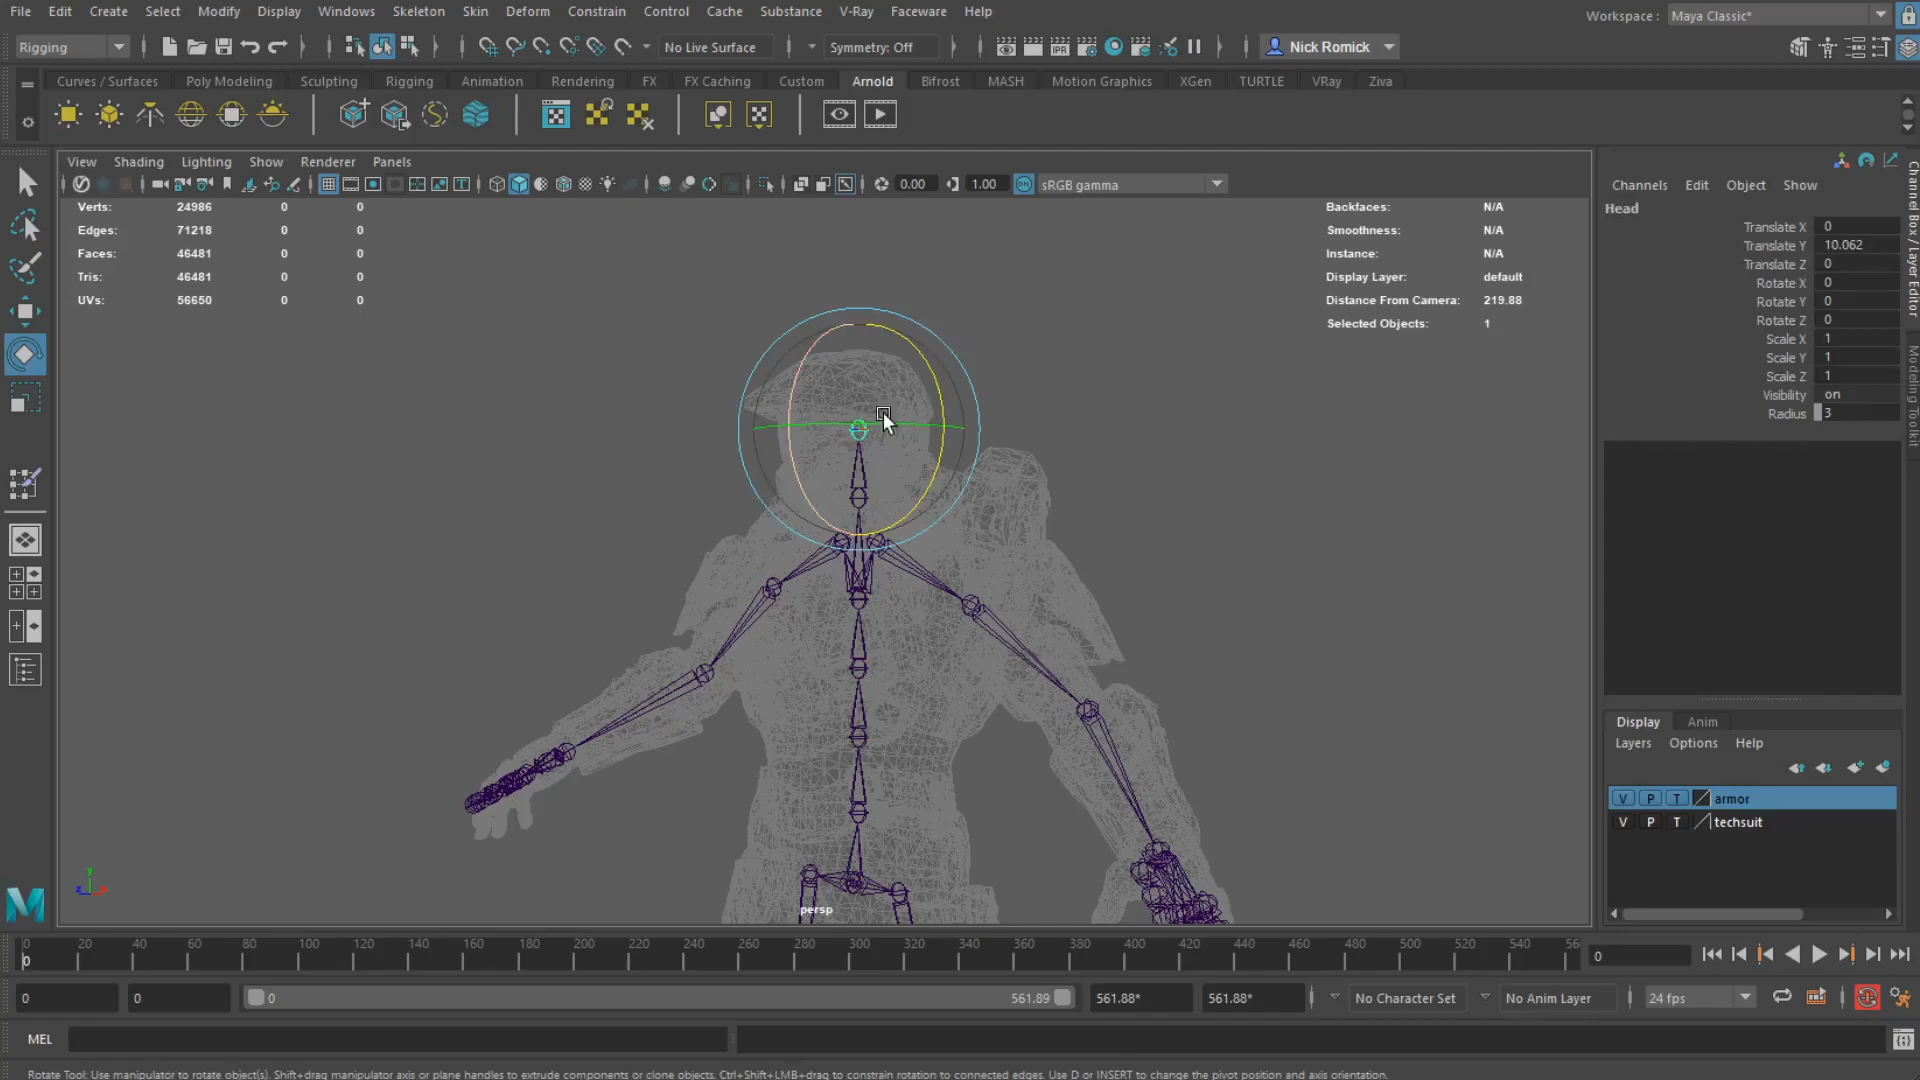 File Edit Create Select Modify Display Windows Skeleton Skin Deform Constrain Control Cache Substance V-Ray Faceware Help
Workspace : Maya Classic*
Rigging
No Live Surface
Symmetry: Off
Nick Romick
Curves / Surfaces Poly Modeling Sculpting Rigging Animation Rendering FX FX Caching Custom Arnold Bifrost MASH Motion Graphics XGen TURTLE VRay Ziva
View Shading Lighting Show Renderer Panels
IPR
0.00
1.00
sRGB gamma
Verts: 24986 0 0
Edges: 71218 0 0
Faces: 46481 0 0
Tris: 46481 0 0
UVs: 56650 0 0
Backfaces: N/A
Smoothness: N/A
Instance: N/A
Display Layer: default
Distance From Camera: 219.88
Selected Objects: 1
persp
y
z
x
Channels Edit Object Show
Head
Translate X 0
Translate Y 10.062
Translate Z 0
Rotate X 0
Rotate Y 0
Rotate Z 0
Scale X 1
Scale Y 1
Scale Z 1
Visibility on
Radius 3
Channel Box / Layer Editor
Modeling Toolkit
Display Anim
Layers Options Help
V P T armor
V P T techsuit
0 20 40 60 80 100 120 140 160 180 200 220 240 260 280 300 320 340 360 380 400 420 440 460 480 500 520 540 56
0
0
0 0 0 561.89 561.88* 561.88*
No Character Set
No Anim Layer
24 fps
MEL
Rotate Tool: Use manipulator to rotate object(s). Shift+drag manipulator axis or plane handles to extrude components or clone objects. Ctrl+Shift+LMB+drag to constrain rotation to connected edges. Use D or INSERT to change the pivot position and axis orientation.